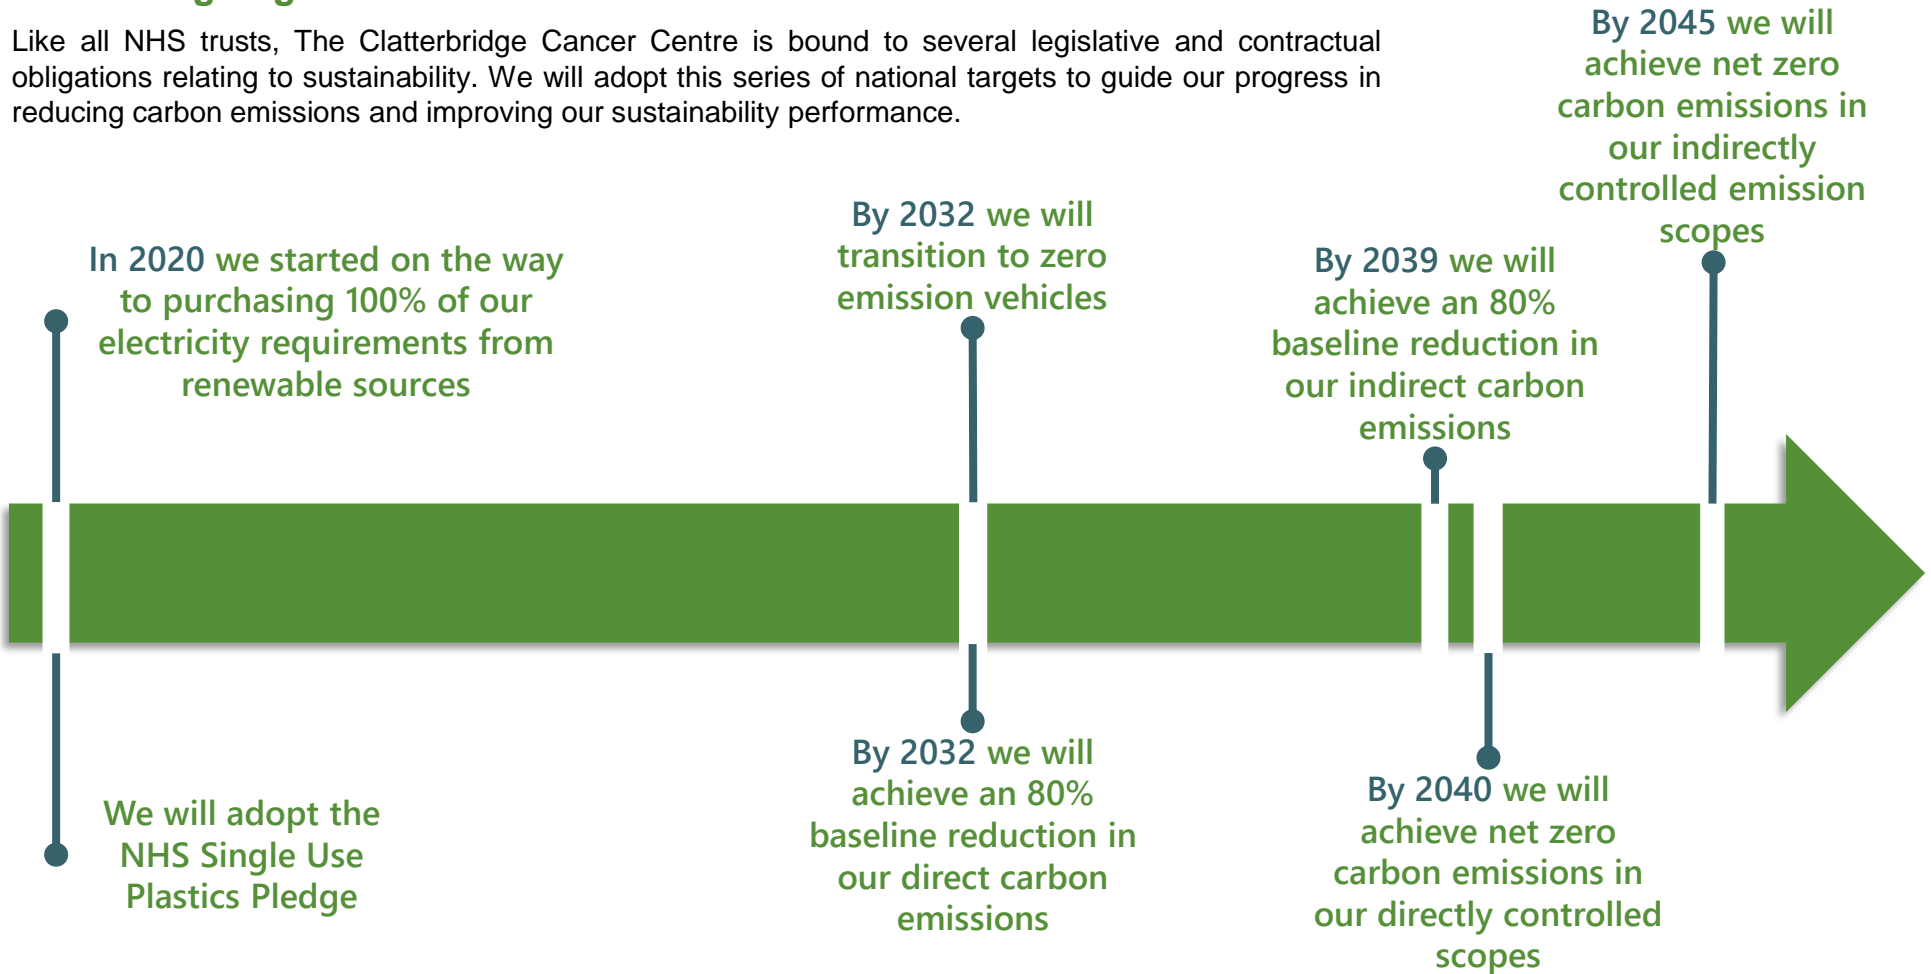 Like all NHS trusts, The Clatterbridge Cancer Centre is bound to several legislative and contractual
obligations relating to sustainability. We will adopt this series of national targets to guide our progress in
reducing carbon emissions and improving our sustainability performance.
In 2020 we started on the way
to purchasing 100% of our
electricity requirements from
renewable sources
We will adopt the
NHS Single Use
Plastics Pledge
By 2032 we will
transition to zero
emission vehicles
By 2032 we will
achieve an 80%
baseline reduction in
our direct carbon
emissions
By 2039 we will
achieve an 80%
baseline reduction in
our indirect carbon
emissions
By 2040 we will
achieve net zero
carbon emissions in
our directly controlled
scopes
By 2045 we will
achieve net zero
carbon emissions in
our indirectly
controlled emission
scopes